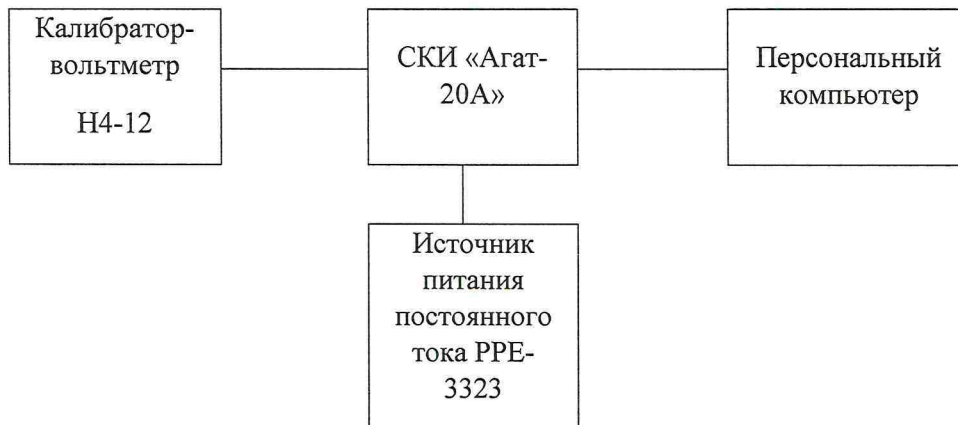 Калибратор-
вольтметр
Н4-12
СКИ «Агат-
20А»
Персональный
компьютер
Источник
питания
постоянного
тока PPE-
3323